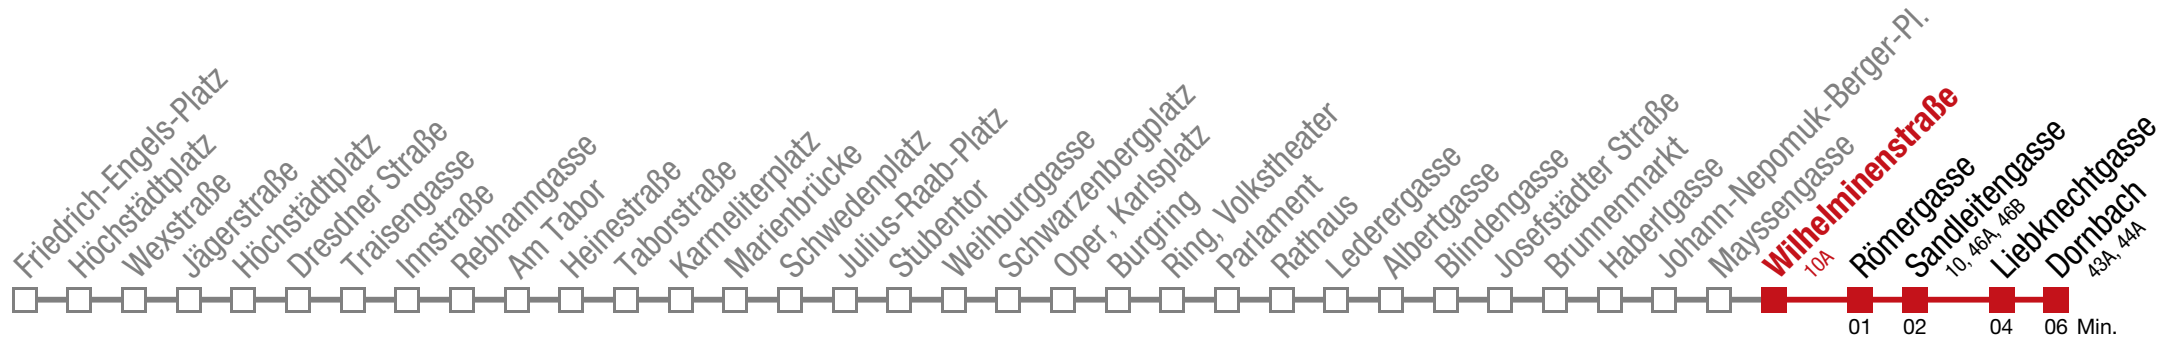 Friedrich-Engels-Platz
Höchstädtplatz
Wexstraße
Jägerstraße
Höchstädtplatz
Dresdner Straße
Traisengasse
Innstraße
Rebhanngasse
Am Tabor
Heinestraße
Taborstraße
Karmeliterplatz
Marienbrücke
Schwedenplatz
Julius-Raab-Platz
Stubentor
Weihburggasse
Schwarzenbergplatz
Oper, Karlsplatz
Burgring
Ring, Volkstheater
Parlament
Rathaus
Lederergasse
Albertgasse
Blindengasse
Josefstädter Straße
Brunnenmarkt
Haberlgasse
Johann-Nepomuk-Berger-Pl.
Mayssengasse
Wilhelminenstraße
10A
Römergasse
Sandleitengasse
10, 46A, 46B
Liebknechtgasse
Dornbach
43A, 44A
01 02 04 06 Min.